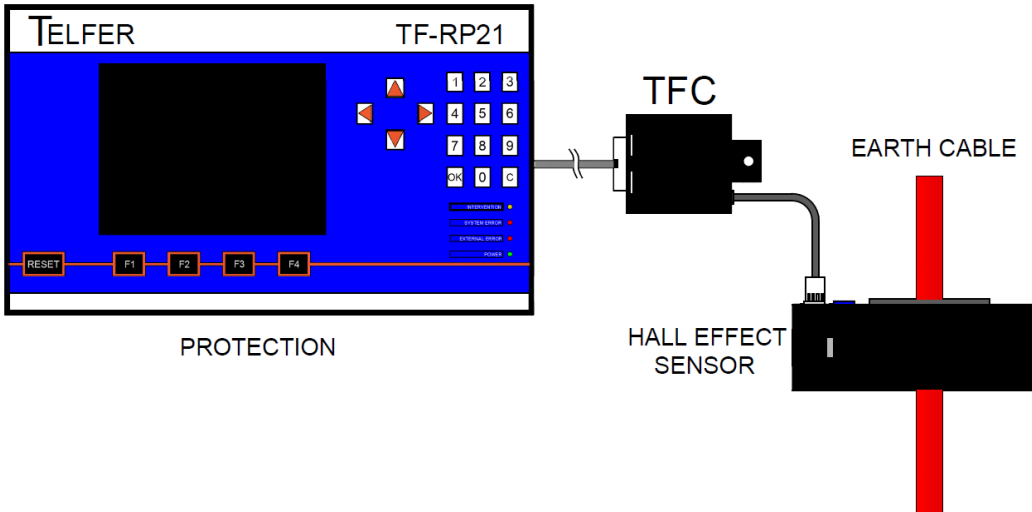 TELFER TF-RP21
1 2 3
4 5 6
7 8 9
OK 0 C
INTERVENTION
SYSTEM ERROR
EXTERNAL ERROR
POWER
RESET F1 F2 F3 F4
PROTECTION
TFC
EARTH CABLE
HALL EFFECT
SENSOR